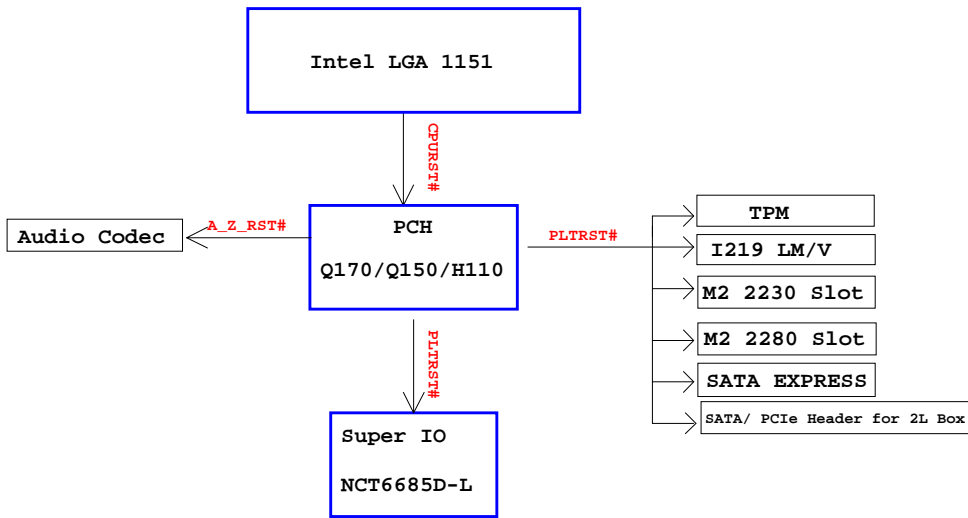 Intel LGA 1151
CPURST#
A_Z_RST#
Audio Codec
PCH
Q170/Q150/H110
PLTRST#
TPM
I219 LM/V
M2 2230 Slot
M2 2280 Slot
SATA EXPRESS
SATA/ PCIe Header for 2L Box
PLTRST#
Super IO
NCT6685D-L